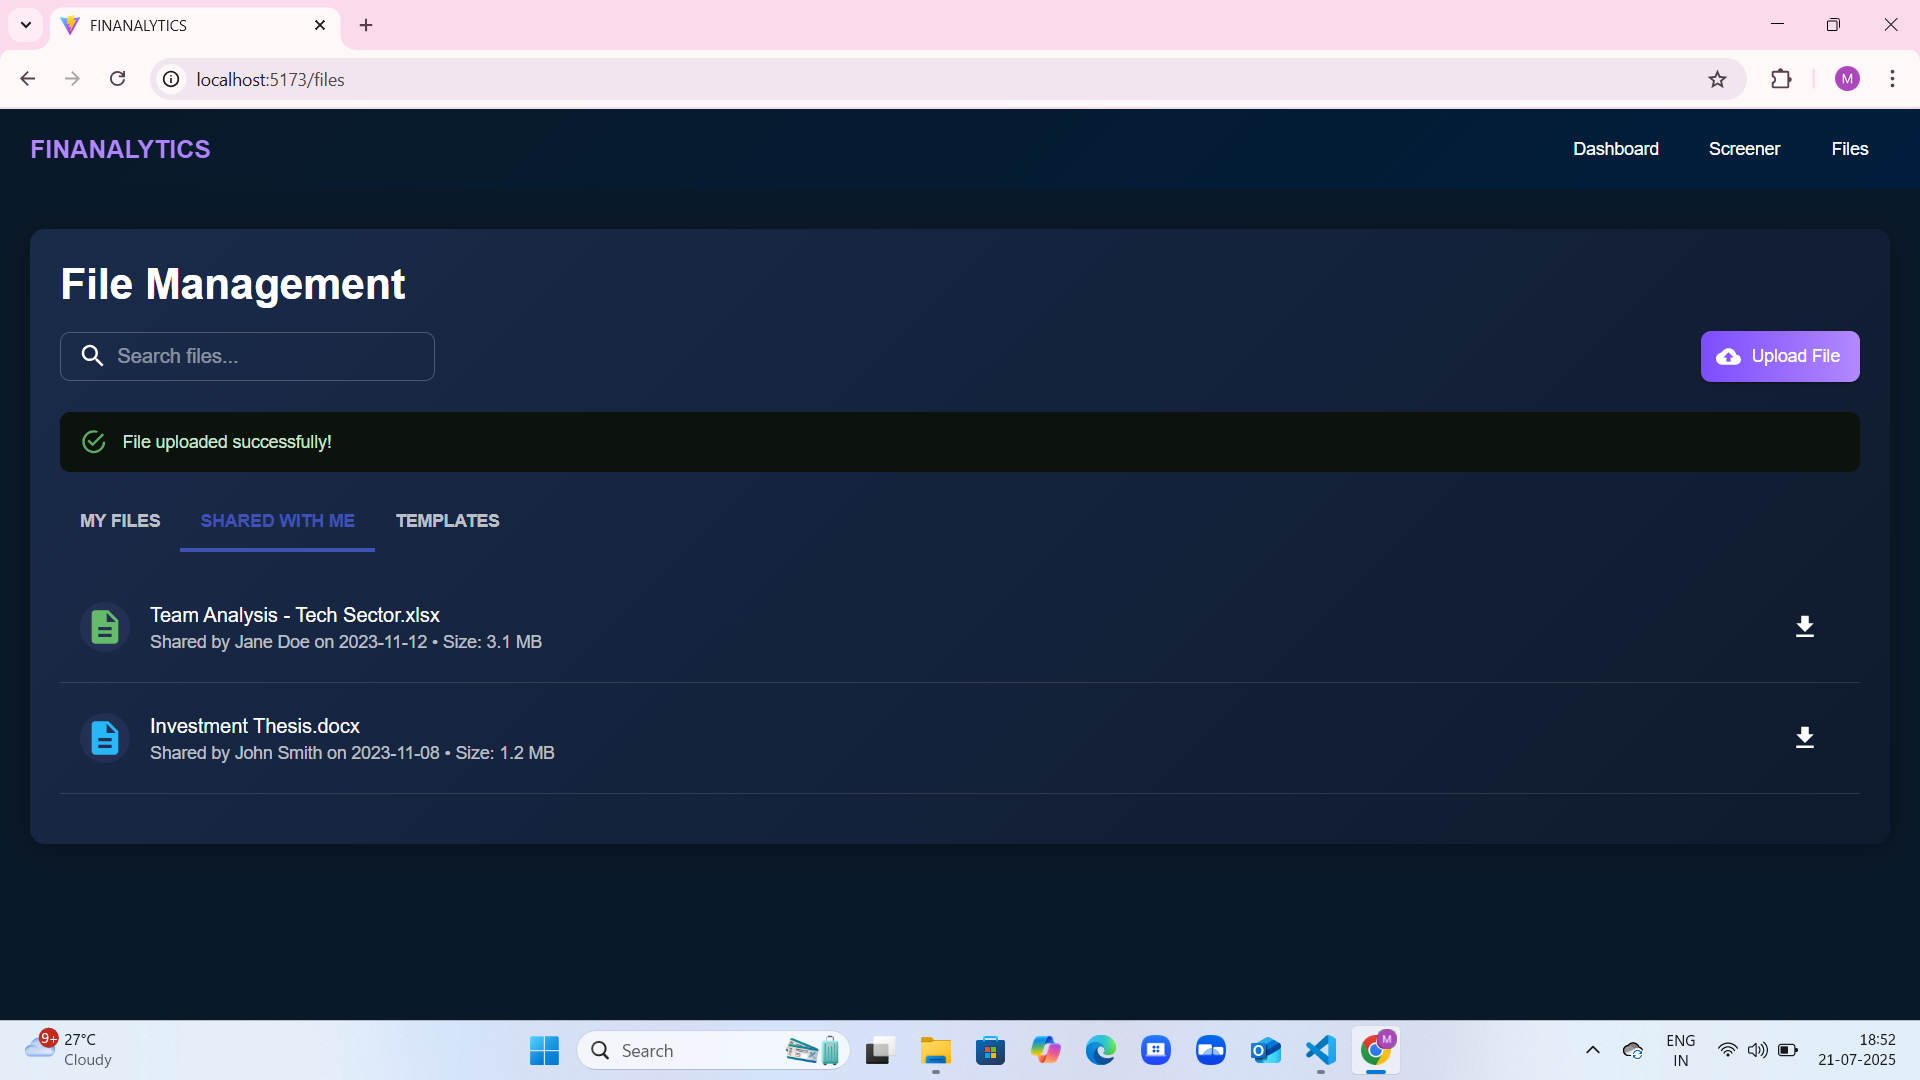 FINANALYTICS
localhost:5173/files
M
FINANALYTICS
Dashboard Screener Files
File Management
Search files...
Upload File
File uploaded successfully!
MY FILES SHARED WITH ME TEMPLATES
Team Analysis - Tech Sector.xlsx
Shared by Jane Doe on 2023-11-12 • Size: 3.1 MB
Investment Thesis.docx
Shared by John Smith on 2023-11-08 • Size: 1.2 MB
9+
27°C
Cloudy
Search
M
ENG
IN
18:52
21-07-2025